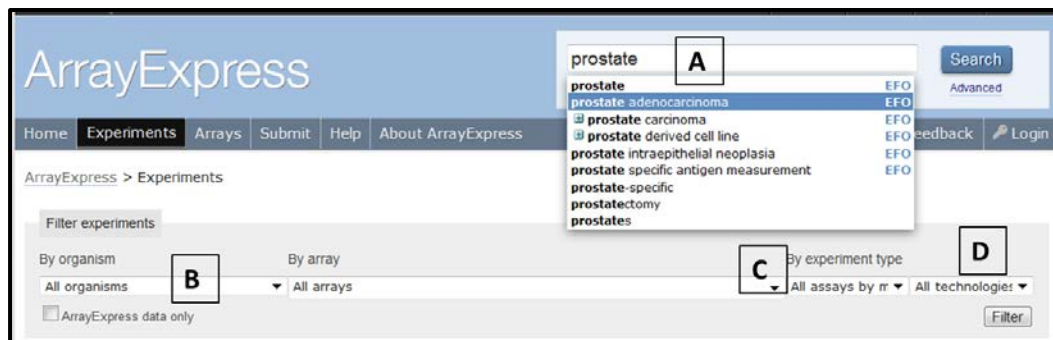 ArrayExpress
prostate
A
Search
Advanced
prostate EFO
prostate adenocarcinoma EFO
prostate carcinoma EFO
prostate derived cell line EFO
prostate intraepithelial neoplasia EFO
prostate specific antigen measurement EFO
prostate-specific
prostatectomy
prostates
Home Experiments Arrays Submit Help About ArrayExpress eedback Login
ArrayExpress > Experiments
Filter experiments
By organism By array By experiment type
B C D
All organisms All arrays All assays by m All technologies
ArrayExpress data only
Filter